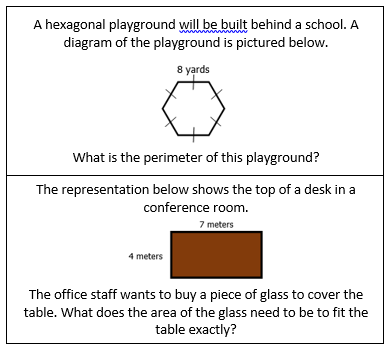 A hexagonal playground will be built behind a school. A
diagram of the playground is pictured below.
8 yards
What is the perimeter of this playground?
The representation below shows the top of a desk in a
conference room.
7 meters
4 meters
The office staff wants to buy a piece of glass to cover the
table. What does the area of the glass need to be to fit the
table exactly?